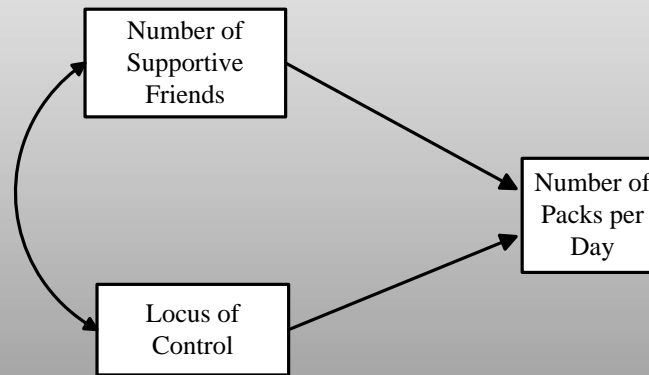 Number of
Supportive
Friends
Number of
Packs per
Day
Locus of
Control